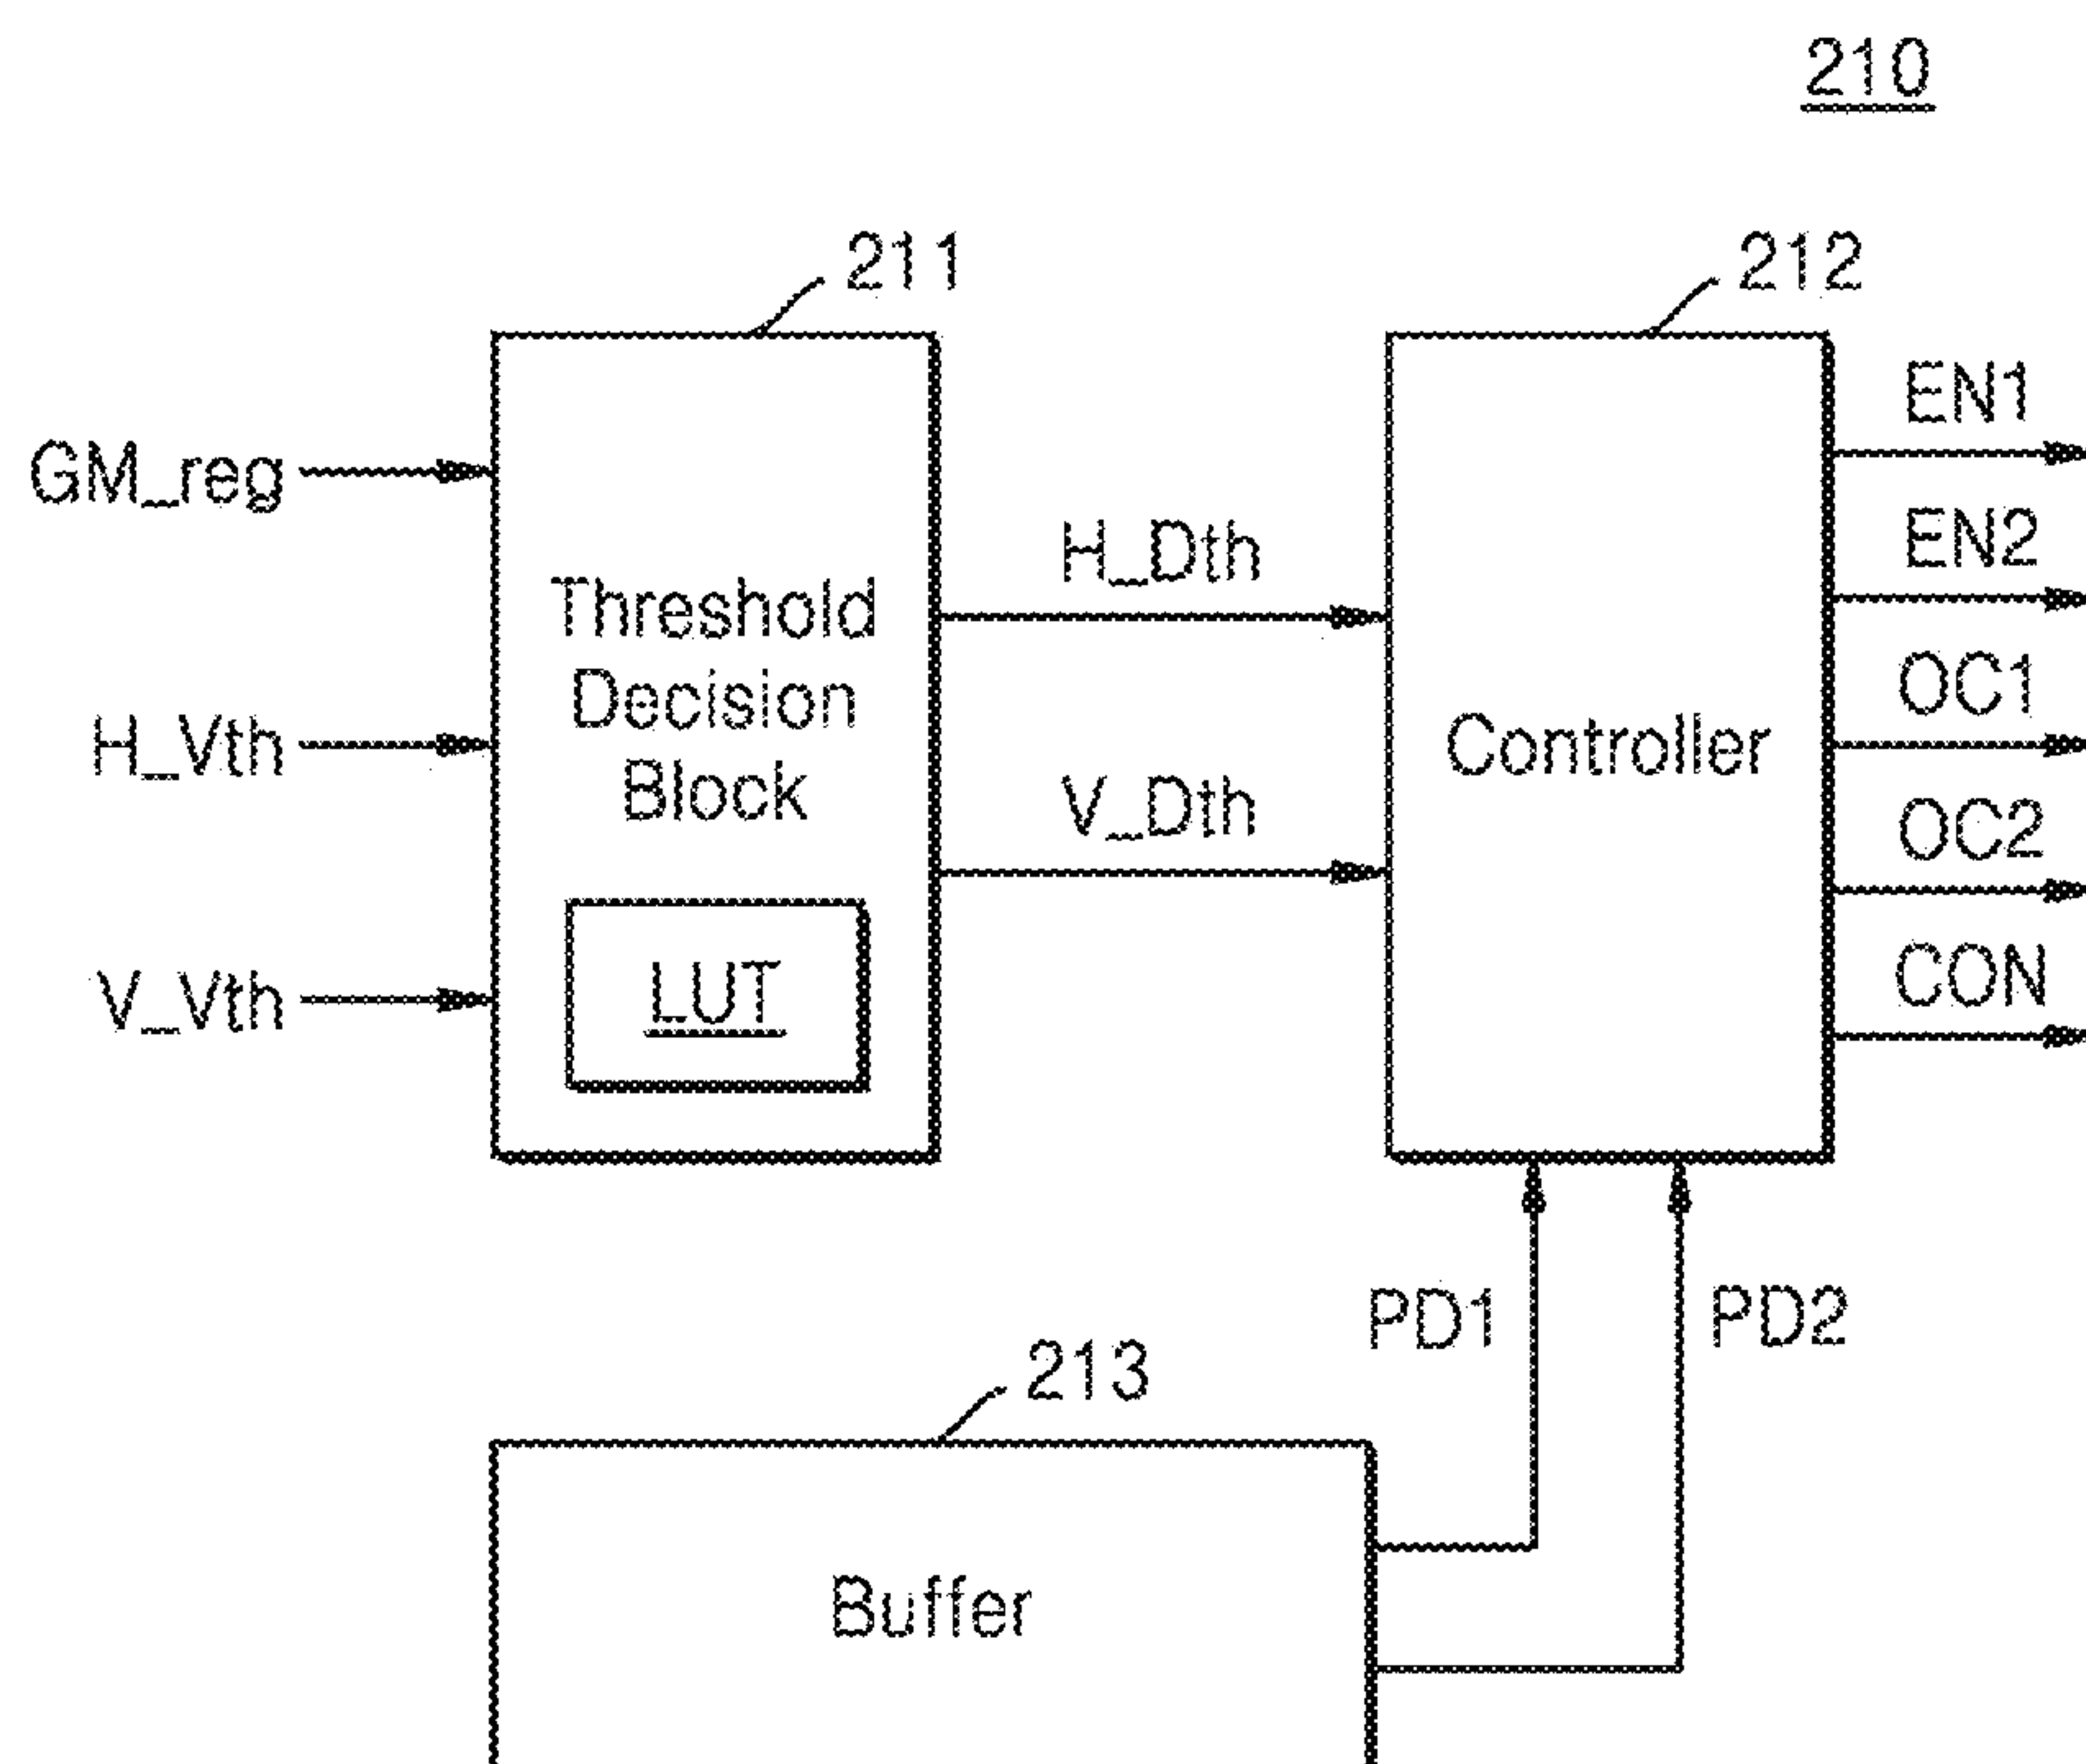 210
211
212
GM_reg
H_Vth
V_Vth
Threshold
Decision
Block
LUT
H_Dth
V_Dth
Controller
EN1
EN2
OC1
OC2
CON
PD1
PD2
213
Buffer